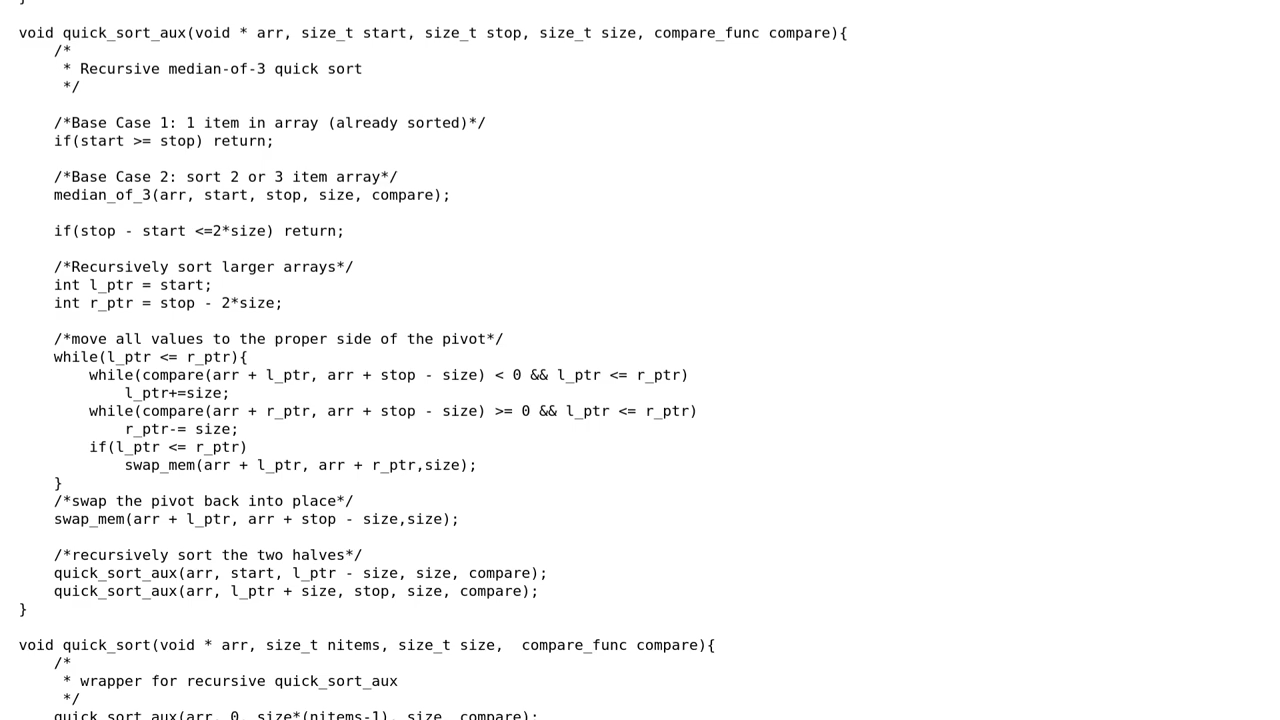 }
void quick_sort_aux(void * arr, size_t start, size_t stop, size_t size, compare_func compare){
    /*
     * Recursive median-of-3 quick sort
     */
    /*Base Case 1: 1 item in array (already sorted)*/
    if(start >= stop) return;
    /*Base Case 2: sort 2 or 3 item array*/
    median_of_3(arr, start, stop, size, compare);
    if(stop - start <=2*size) return;
    /*Recursively sort larger arrays*/
    int l_ptr = start;
    int r_ptr = stop - 2*size;
    /*move all values to the proper side of the pivot*/
    while(l_ptr <= r_ptr){
        while(compare(arr + l_ptr, arr + stop - size) < 0 && l_ptr <= r_ptr)
            l_ptr+=size;
        while(compare(arr + r_ptr, arr + stop - size) >= 0 && l_ptr <= r_ptr)
            r_ptr-= size;
        if(l_ptr <= r_ptr)
            swap_mem(arr + l_ptr, arr + r_ptr,size);
    }
    /*swap the pivot back into place*/
    swap_mem(arr + l_ptr, arr + stop - size,size);
    /*recursively sort the two halves*/
    quick_sort_aux(arr, start, l_ptr - size, size, compare);
    quick_sort_aux(arr, l_ptr + size, stop, size, compare);
}
void quick_sort(void * arr, size_t nitems, size_t size,  compare_func compare){
    /*
     * wrapper for recursive quick_sort_aux
     */
    quick_sort_aux(arr, 0, size*(nitems-1), size, compare);